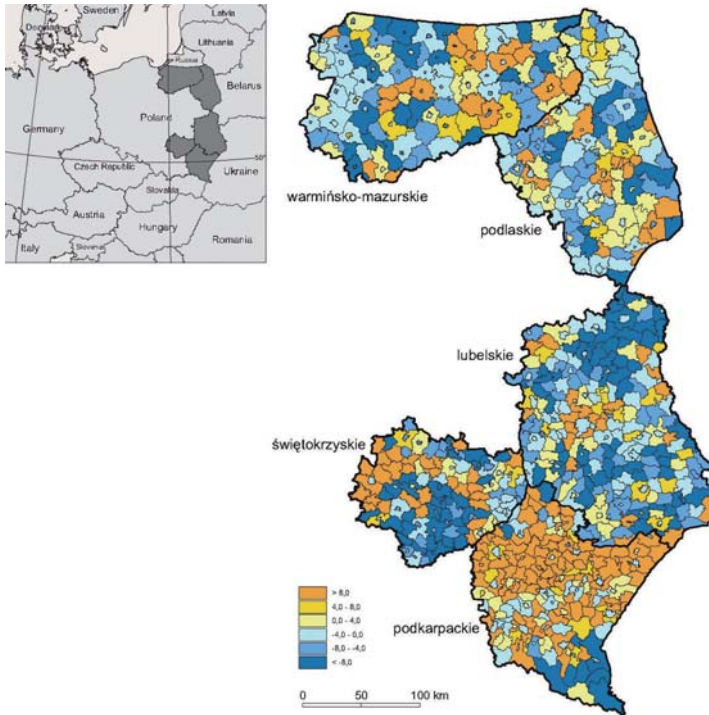 Sweden
Latvia
Lithuania
Russia
Belarus
Poland
Germany
50°
Czech Republic
Ukraine
Slovakia
Austria
Hungary
Italy
Slovenia
Romania
warmińsko-mazurskie
podlaskie
lubelskie
świętokrzyskie
podkarpackie
> 8,0
4,0 - 8,0
0,0 - 4,0
-4,0 - 0,0
-8,0 - -4,0
< -8,0
0 50 100 km